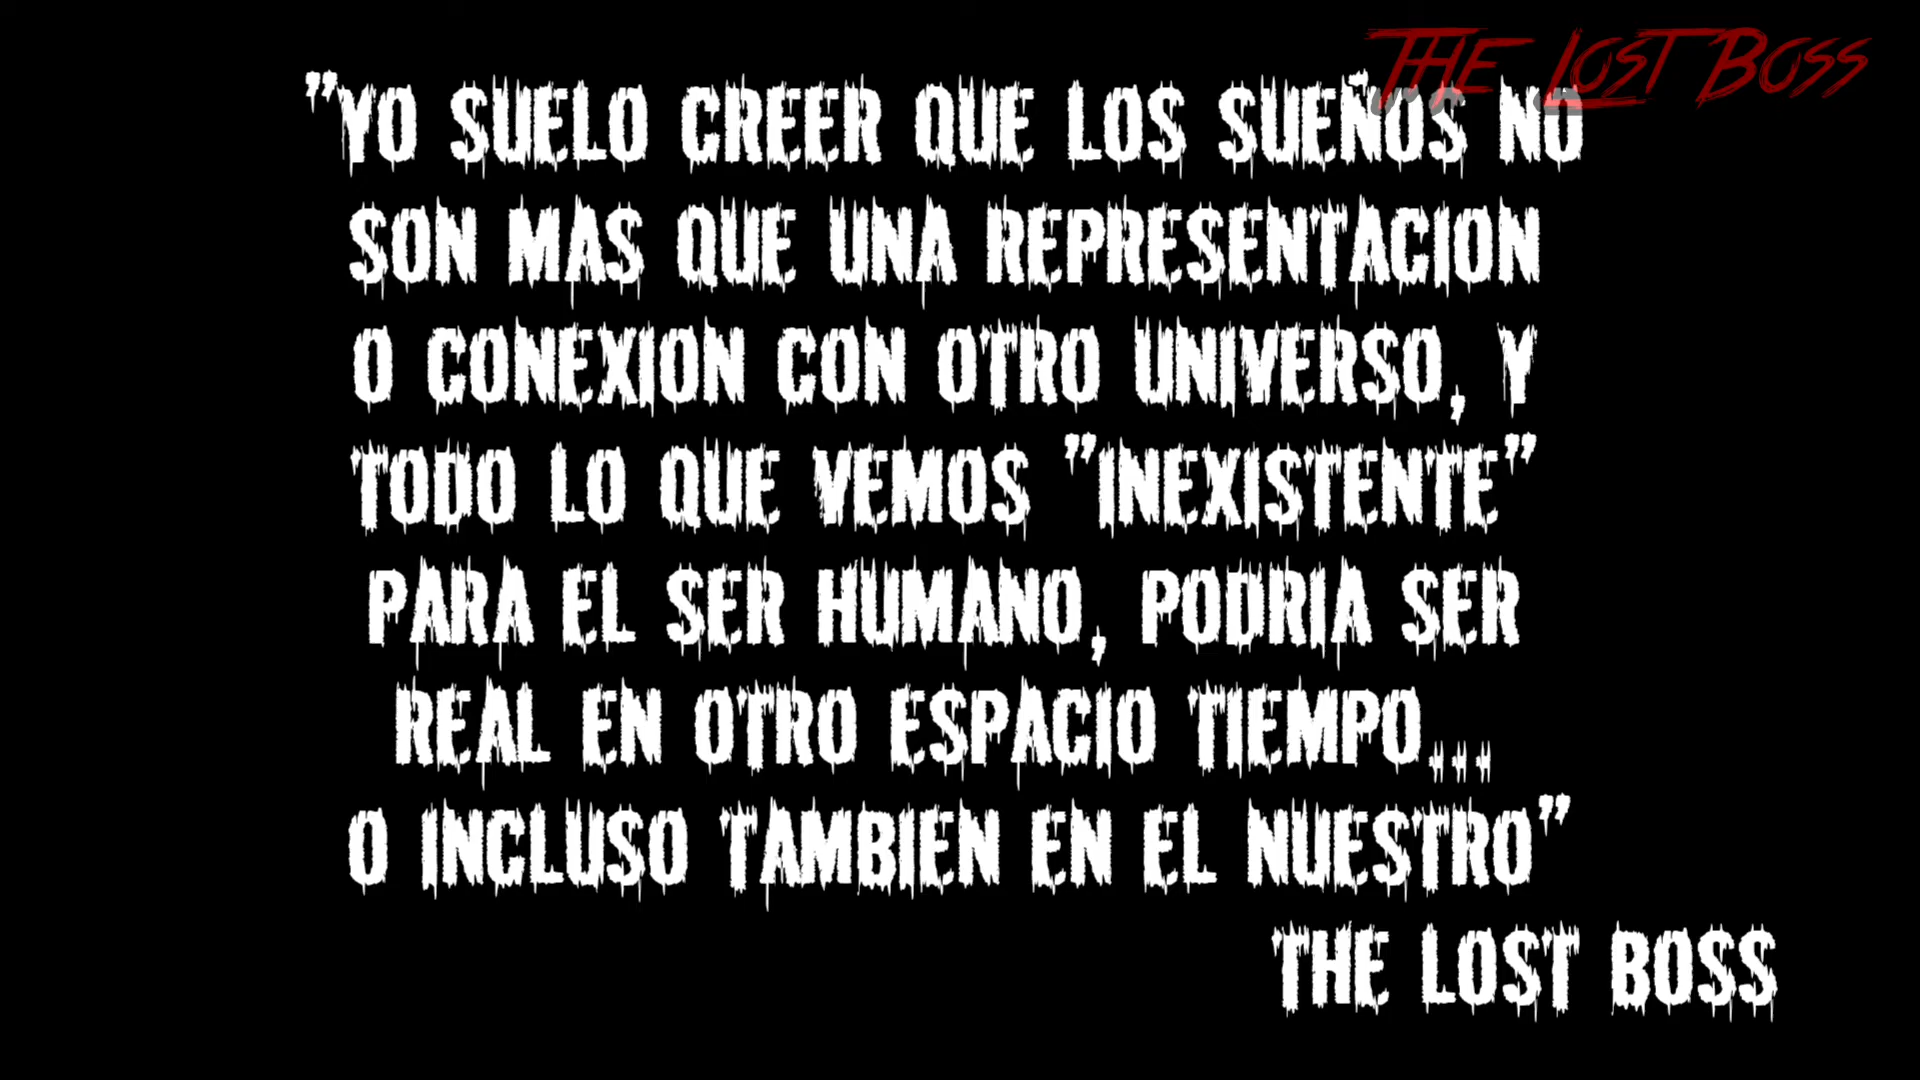 THE LOST BOSS
"YO SUELO CREER QUE LOS SUEÑOS NO
SON MAS QUE UNA REPRESENTACION
O CONEXION CON OTRO UNIVERSO, Y
TODO LO QUE VEMOS "INEXISTENTE"
PARA EL SER HUMANO, PODRIA SER
REAL EN OTRO ESPACIO TIEMPO...
O INCLUSO TAMBIEN EN EL NUESTRO"
THE LOST BOSS